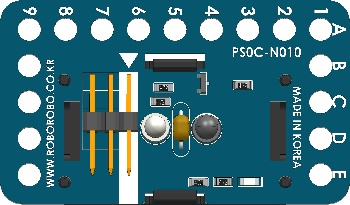 9 8 7 6 5 4 3 2 1
A
PS0C-N010
B
C
D
E
WWW.ROBOROBO.CO.KR
MADE IN KOREA